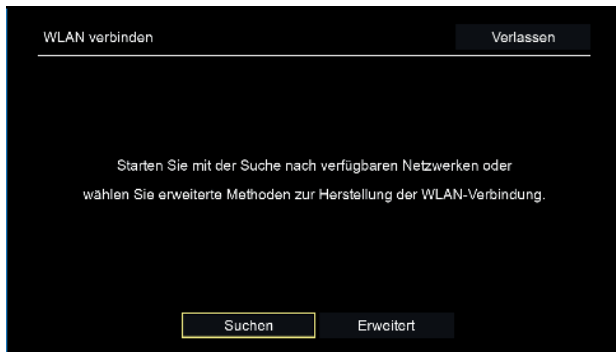 WLAN verbinden
Verlassen
Starten Sie mit der Suche nach verfügbaren Netzwerken oder
wählen Sie erweiterte Methoden zur Herstellung der WLAN-Verbindung.
Suchen
Erweitert